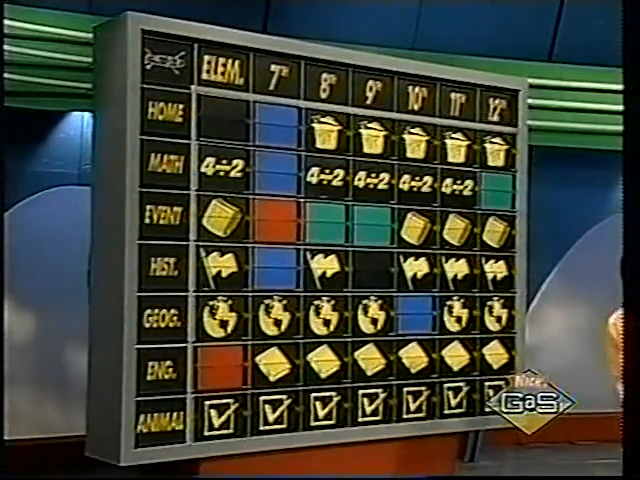 ELEM. 7TH 8TH 9TH 10TH 11TH 12TH
HOME
MATH 4÷2 4÷2 4÷2 4÷2 4÷2
EVENT
HIST.
GEOG.
ENG.
ANIMAL
Nick
GaS